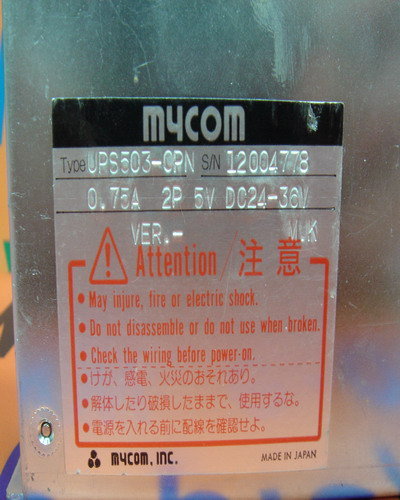 mycom
Type UPS503-CPN S/N 12004778
0.75A 2P 5V DC24-36V
VER.- M.K
Attention/注意
• May injure, fire or electric shock.
• Do not disassemble or do not use when broken.
• Check the wiring before power-on.
• けが、感電、火災のおそれあり。
• 解体したり破損したままで、使用するな。
• 電源を入れる前に配線を確認せよ。
mycom, INC. MADE IN JAPAN